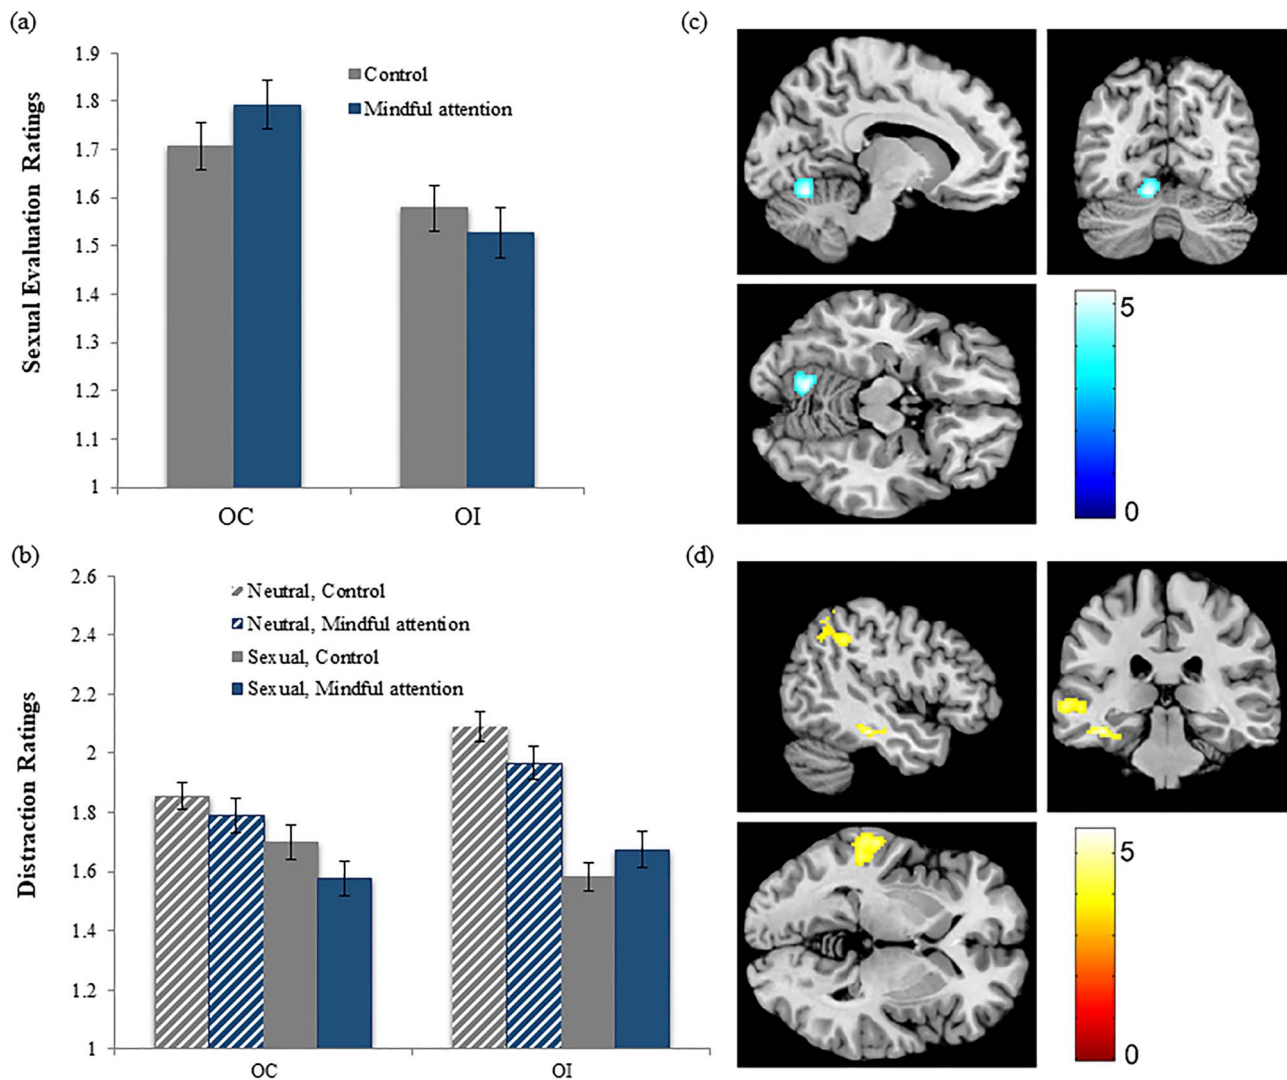 (a)
Sexual Evaluation Ratings
1.9
1.8
1.7
1.6
1.5
1.4
1.3
1.2
1.1
1
Control
Mindful attention
OC
OI
(b)
Distraction Ratings
2.6
2.4
2.2
2
1.8
1.6
1.4
1.2
1
Neutral, Control
Neutral, Mindful attention
Sexual, Control
Sexual, Mindful attention
OC
OI
(c)
5
0
(d)
5
0